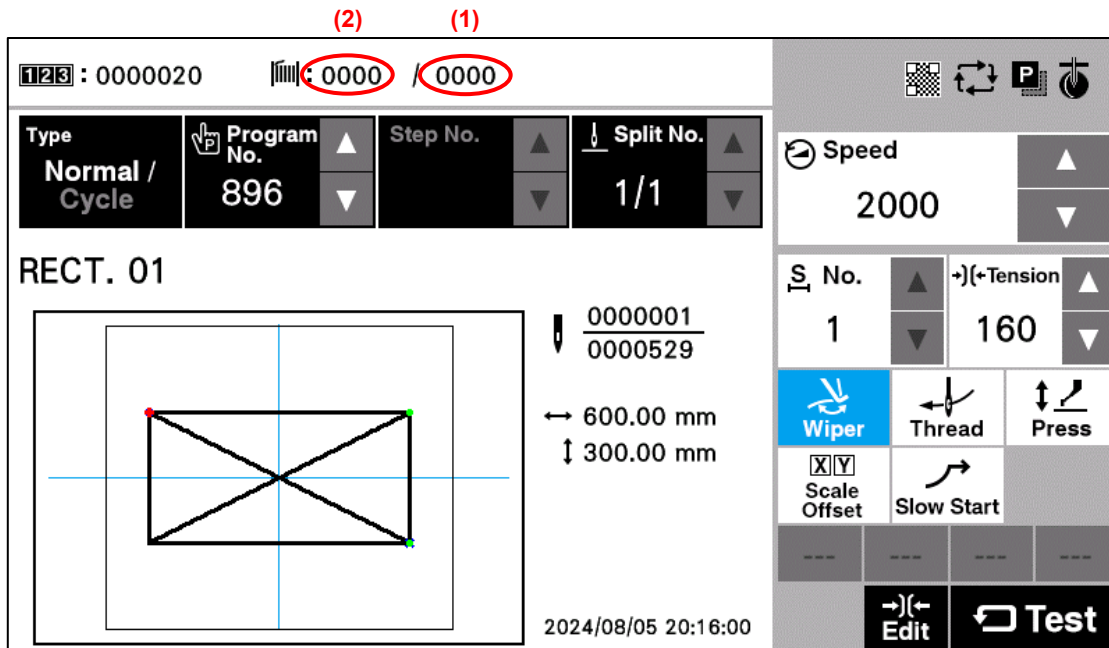 (2) (1)
123 : 0000020 : 0000 / 0000
P
Type
Normal /
Cycle
P Program
No.
896
Step No.
Split No.
1/1
Speed
2000
RECT. 01
0000001
0000529
600.00 mm
300.00 mm
2024/08/05 20:16:00
S No.
1
Tension
160
Wiper
Thread
Press
X Y
Scale
Offset
Slow Start
--- --- --- ---
Edit
Test